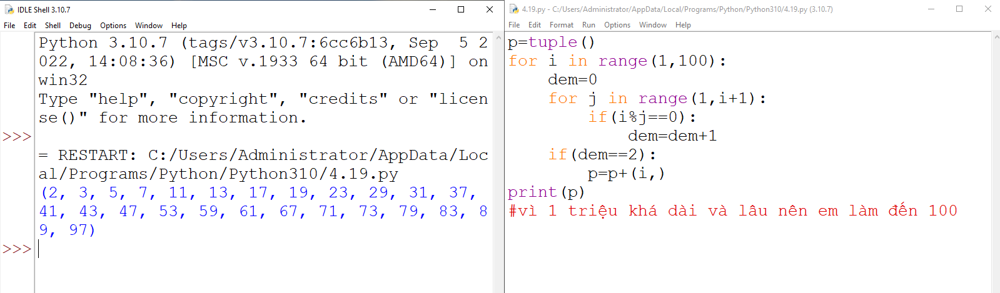 IDLE Shell 3.10.7
File Edit Shell Debug Options Window Help
Python 3.10.7 (tags/v3.10.7:6cc6b13, Sep  5 2
022, 14:08:36) [MSC v.1933 64 bit (AMD64)] on
win32
Type "help", "copyright", "credits" or "licen
se()" for more information.
>>>
= RESTART: C:/Users/Administrator/AppData/Loc
al/Programs/Python/Python310/4.19.py
(2, 3, 5, 7, 11, 13, 17, 19, 23, 29, 31, 37,
41, 43, 47, 53, 59, 61, 67, 71, 73, 79, 83, 8
9, 97)
>>>
4.19.py - C:/Users/Administrator/AppData/Local/Programs/Python/Python310/4.19.py (3.10.7)
File Edit Format Run Options Window Help
p=tuple()
for i in range(1,100):
    dem=0
    for j in range(1,i+1):
        if(i%j==0):
            dem=dem+1
    if(dem==2):
        p=p+(i,)
print(p)
#vì 1 triệu khá dài và lâu nên em làm đến 100